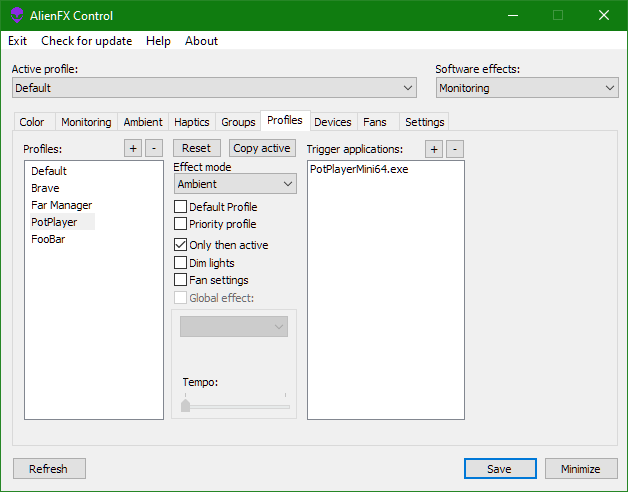 AlienFX Control
Exit Check for update Help About
Active profile: Software effects:
Default Monitoring
Color Monitoring Ambient Haptics Groups Profiles Devices Fans Settings
Profiles: + - Reset Copy active Trigger applications: + -
Default
Brave
Far Manager
PotPlayer
FooBar
Effect mode
Ambient
Default Profile
Priority profile
Only then active
Dim lights
Fan settings
Global effect:
Tempo:
PotPlayerMini64.exe
Refresh Save Minimize